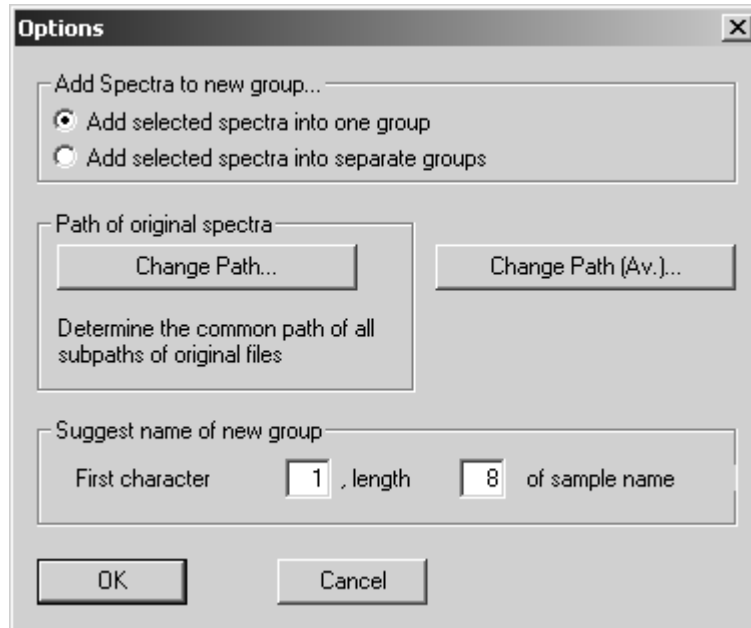 Options
Add Spectra to new group...
Add selected spectra into one group
Add selected spectra into separate groups
Path of original spectra
Change Path...
Change Path (Av.)...
Determine the common path of all
subpaths of original files
Suggest name of new group
First character 1 , length 8 of sample name
OK Cancel